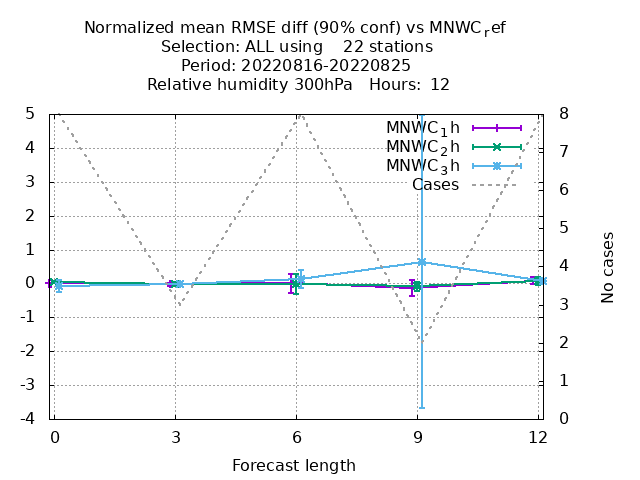 Normalized mean RMSE diff (90% conf) vs MNWC_ref
Selection: ALL using    22 stations
Period: 20220816-20220825
Relative humidity 300hPa   Hours:  12
MNWC_1h
MNWC_2h
MNWC_3h
Cases
5
4
3
2
1
0
-1
-2
-3
-4
8
7
6
5
4
3
2
1
0
No cases
0 3 6 9 12
Forecast length